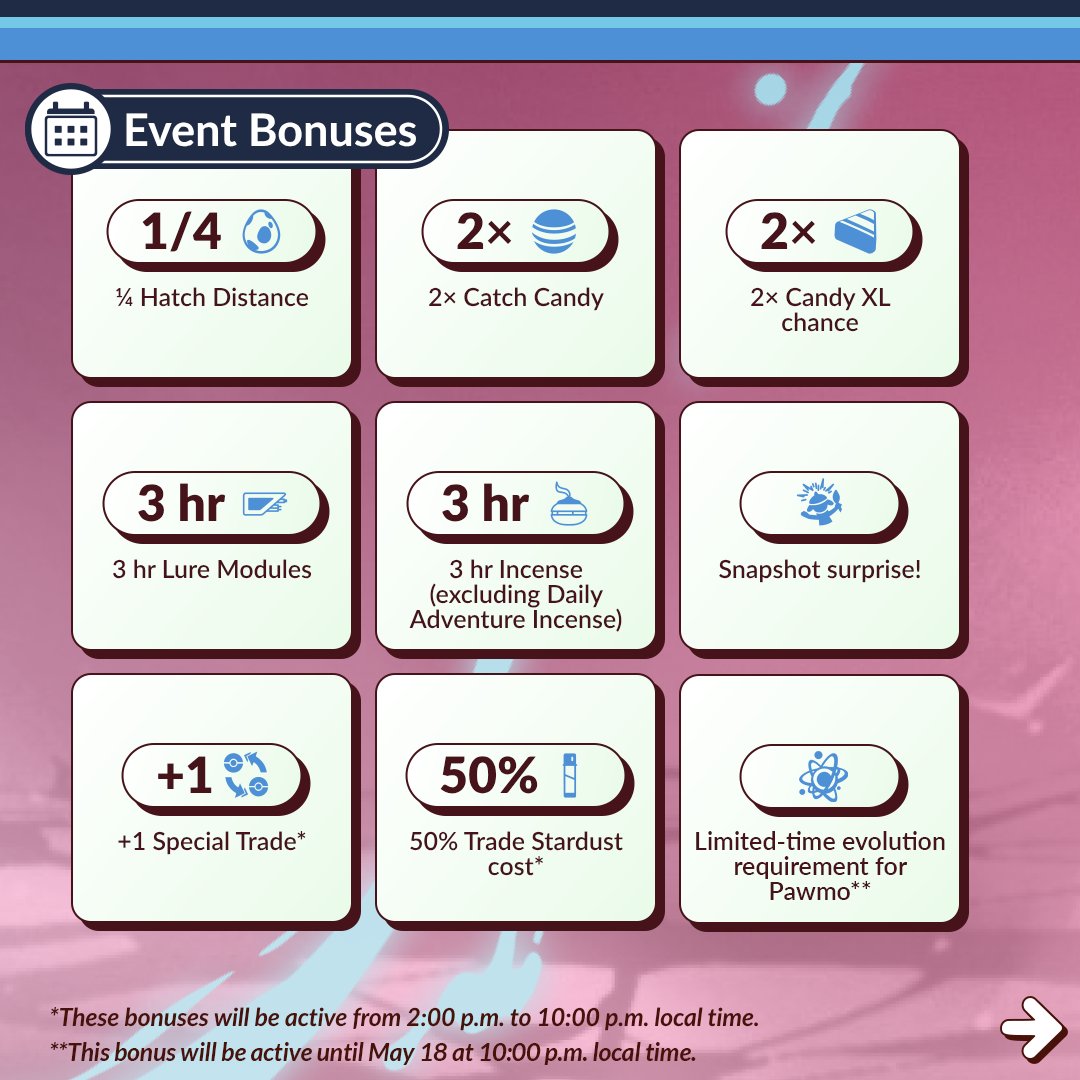 Event Bonuses
1/4
¼ Hatch Distance
2×
2× Catch Candy
2×
2× Candy XL
chance
3 hr
3 hr Lure Modules
3 hr
3 hr Incense
(excluding Daily
Adventure Incense)
Snapshot surprise!
+1
+1 Special Trade*
50%
50% Trade Stardust
cost*
Limited-time evolution
requirement for
Pawmo**
*These bonuses will be active from 2:00 p.m. to 10:00 p.m. local time.
**This bonus will be active until May 18 at 10:00 p.m. local time.